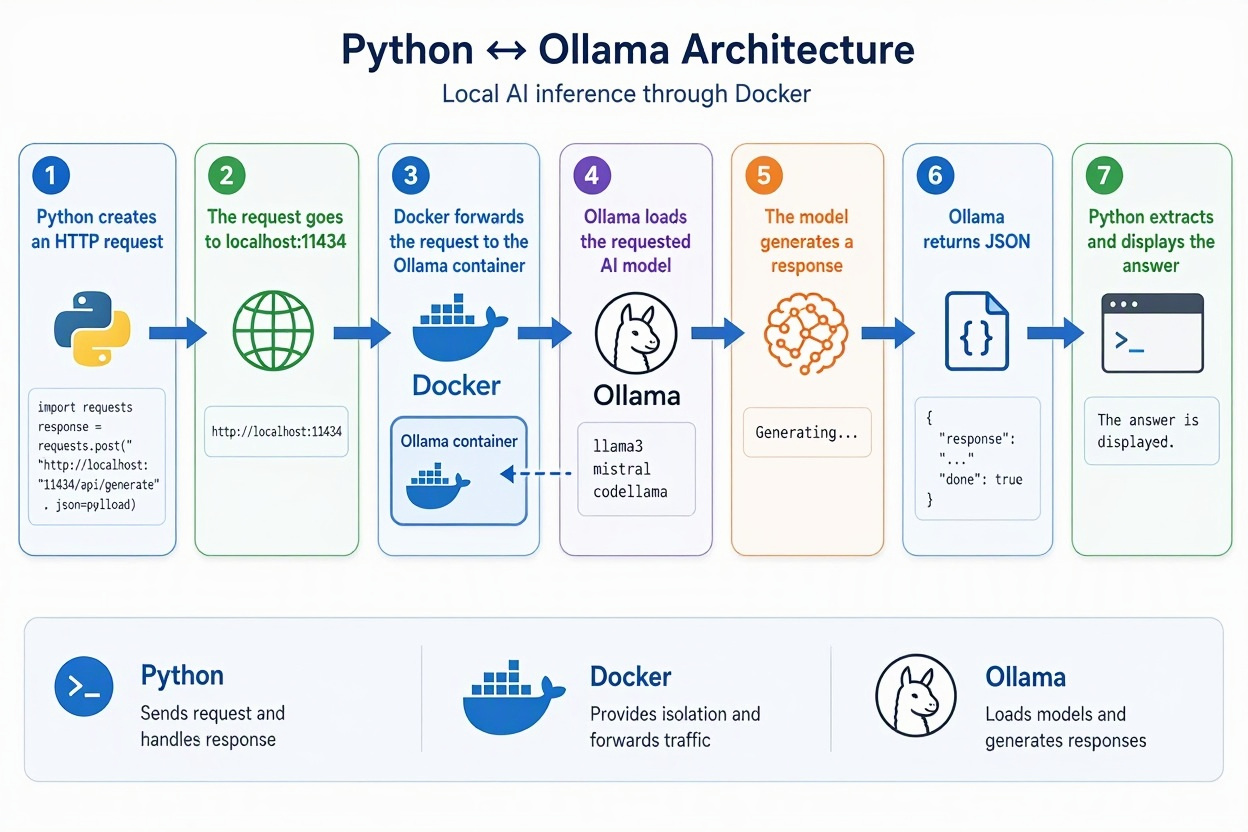 Python ↔ Ollama Architecture
Local AI inference through Docker
1
Python creates
an HTTP request
import requests
response =
requests.post("
"http://localhost:
"11434/api/generate"
, json=pylload)
2
The request goes
to localhost:11434
http://localhost:11434
3
Docker forwards
the request to the
Ollama container
Docker
Ollama container
4
Ollama loads
the requested
AI model
Ollama
llama3
mistral
codellama
5
The model
generates a
response
Generating...
6
Ollama
returns JSON
{ }
{
"response":
"..."
"done": true
}
7
Python extracts
and displays the
answer
>_
The answer is
displayed.
>_
Python
Sends request and
handles response
Docker
Provides isolation and
forwards traffic
Ollama
Loads models and
generates responses